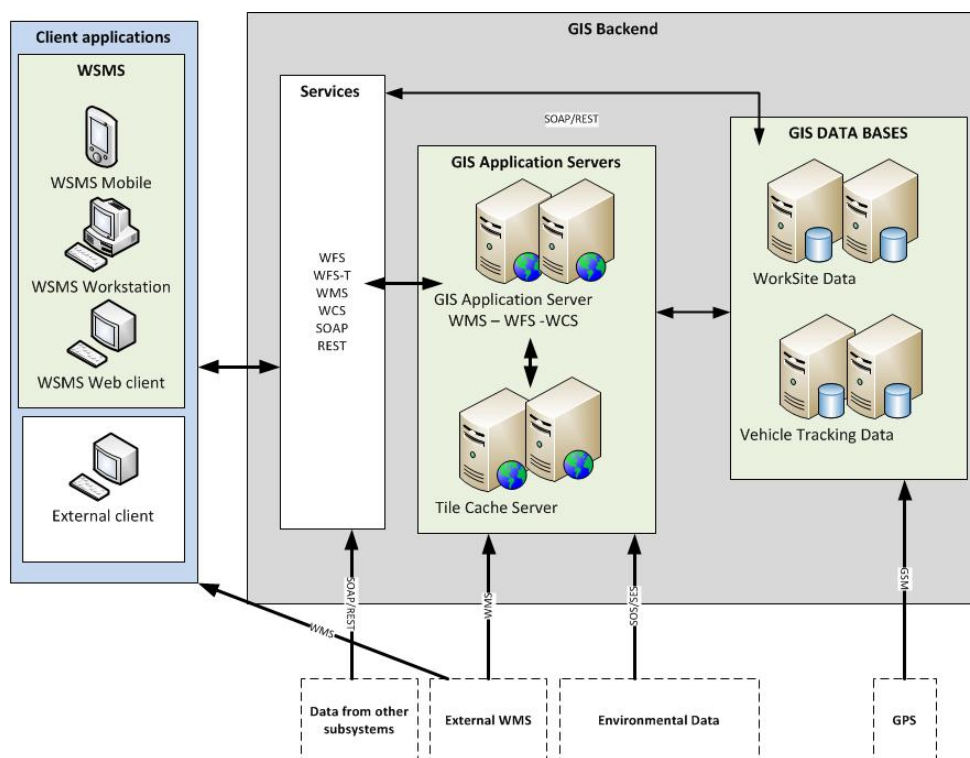 Client applications
WSMS
WSMS Mobile
WSMS Workstation
WSMS Web client
External client
GIS Backend
Services
WFS
WFS-T
WMS
WCS
SOAP
REST
SOAP/REST
GIS Application Servers
GIS Application Server
WMS – WFS -WCS
Tile Cache Server
GIS DATA BASES
WorkSite Data
Vehicle Tracking Data
WMS
SOAP/REST
WMS
SOS/SES
GSM
Data from other
subsystems
External WMS
Environmental Data
GPS